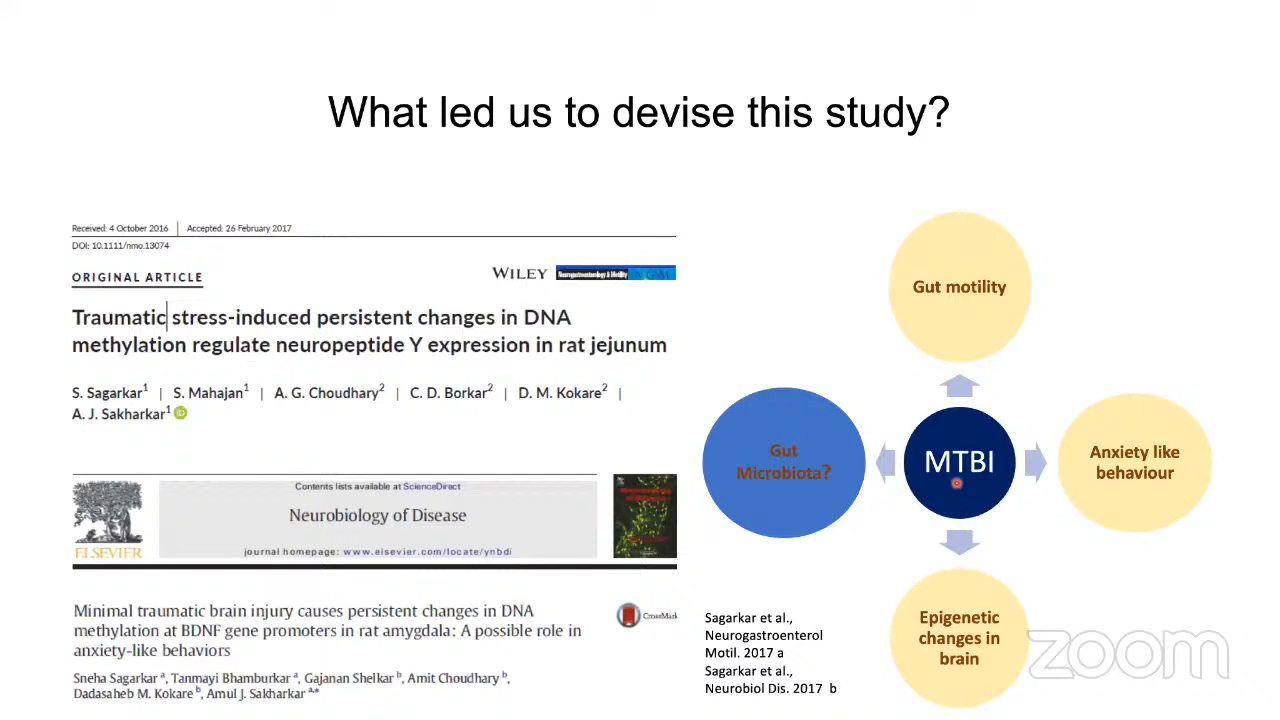 What led us to devise this study?
Received: 4 October 2016 | Accepted: 26 February 2017
DOI: 10.1111/nmo.13074
ORIGINAL ARTICLE
WILEY Neurogastroenterology & Motility NGM
Traumatic stress-induced persistent changes in DNA
methylation regulate neuropeptide Y expression in rat jejunum
S. Sagarkar1 | S. Mahajan1 | A. G. Choudhary2 | C. D. Borkar2 | D. M. Kokare2 |
A. J. Sakharkar1 iD
Contents lists available at ScienceDirect
Neurobiology of Disease
journal homepage: www.elsevier.com/locate/ynbdi
ELSEVIER
Minimal traumatic brain injury causes persistent changes in DNA
methylation at BDNF gene promoters in rat amygdala: A possible role in
anxiety-like behaviors
CrossMark
Sneha Sagarkar a, Tanmayi Bhamburkar a, Gajanan Shelkar b, Amit Choudhary b,
Dadasaheb M. Kokare b, Amul J. Sakharkar a,*
Gut motility
Gut
Microbiota?
MTBI
Anxiety like
behaviour
Epigenetic
changes in
brain
Sagarkar et al.,
Neurogastroenterol
Motil. 2017 a
Sagarkar et al.,
Neurobiol Dis. 2017 b
zoom